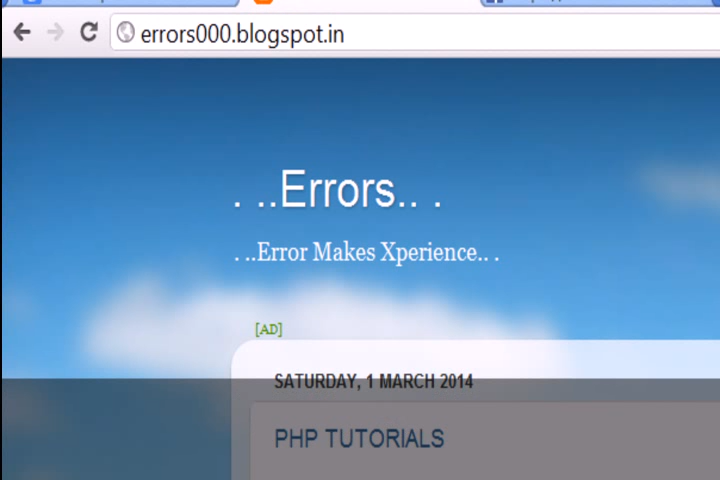 errors000.blogspot.in
. ..Errors.. .
. ..Error Makes Xperience.. .
[AD]
SATURDAY, 1 MARCH 2014
PHP TUTORIALS